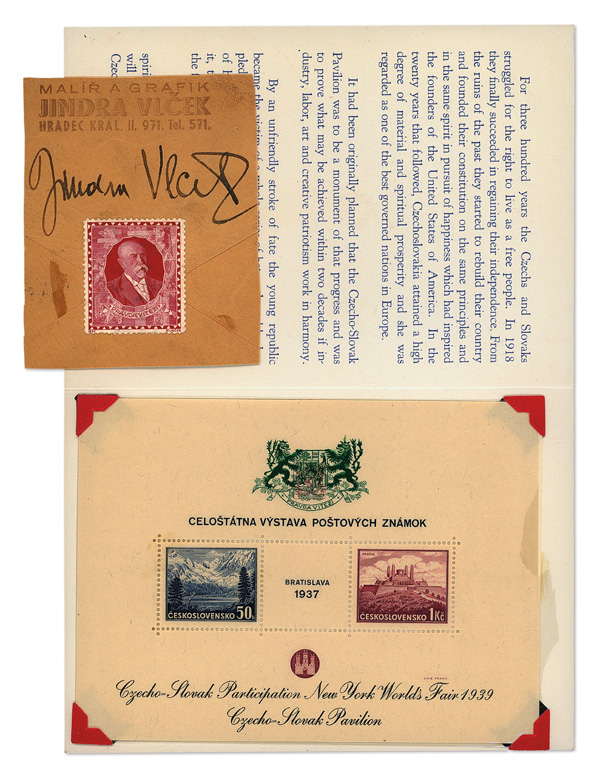 MALÍŘ A GRAFIK
JINDRA VLČEK
HRADEC KRÁL. II. 971. Tel. 571.
Jindra Vlček
For three hundred years the Czechs and Slovaks
struggled for the right to live as a free people. In 1918
they finally succeeded in regaining their independence. From
the ruins of the past they started to rebuild their country
and founded their constitution on the same principles and
in the same spirit in pursuit of happiness which had inspired
the founders of the United States of America. In the
twenty years that followed, Czechoslovakia attained a high
degree of material and spiritual prosperity and she was
regarded as one of the best governed nations in Europe.
It had been originally planned that the Czecho-Slovak
Pavilion was to be a monument of that progress and was
to prove what may be achieved within two decades if in-
dustry, labor, art and creative patriotism work in harmony.
By an unfriendly stroke of fate the young republic
became the
pled
of
it,
the
spiri
will
Czec
PRAVDA VÍTĚZÍ
CELOŠTÁTNA VÝSTAVA POŠTOVÝCH ZNÁMOK
50h
ČESKOSLOVENSKO
BRATISLAVA
1937
ČESKOSLOVENSKO
1Kč
Czecho-Slovak Participation New York World's Fair 1939
Czecho-Slovak Pavilion